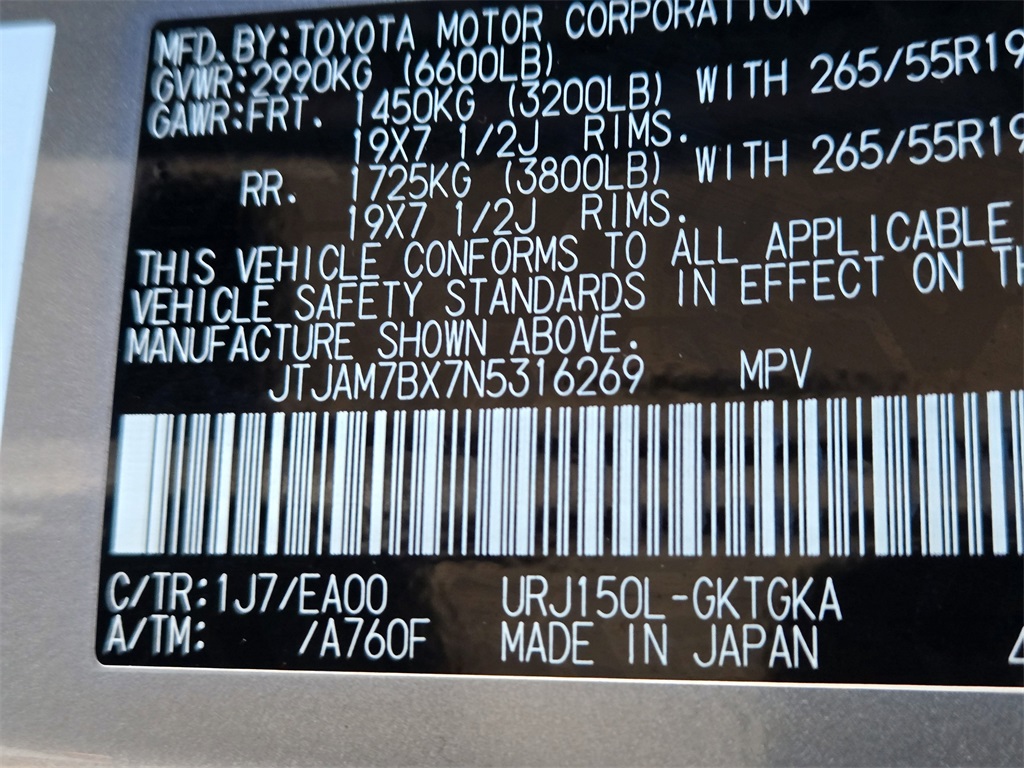 MFD. BY: TOYOTA MOTOR CORPORATION
GVWR: 2990KG (6600LB)
GAWR: FRT. 1450KG (3200LB) WITH 265/55R19
19X7 1/2J RIMS.
RR. 1725KG (3800LB) WITH 265/55R19
19X7 1/2J RIMS.
THIS VEHICLE CONFORMS TO ALL APPLICABLE
VEHICLE SAFETY STANDARDS IN EFFECT ON
MANUFACTURE SHOWN ABOVE.
JTJAM7BX7N5316269 MPV
C/TR: 1J7/EA00 URJ150L-GKTGKA
A/TM: /A760F MADE IN JAPAN